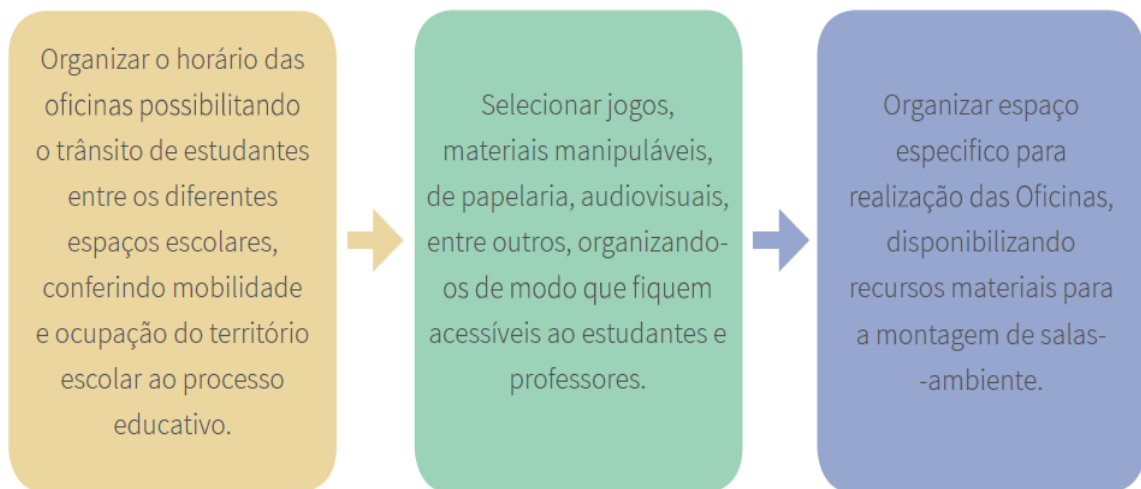 Organizar o horário das
oficinas possibilitando
o trânsito de estudantes
entre os diferentes
espaços escolares,
conferindo mobilidade
e ocupação do território
escolar ao processo
educativo.
Selecionar jogos,
materiais manipuláveis,
de papelaria, audiovisuais,
entre outros, organizando-
os de modo que fiquem
acessíveis ao estudantes e
professores.
Organizar espaço
especifico para
realização das Oficinas,
disponibilizando
recursos materiais para
a montagem de salas-
-ambiente.